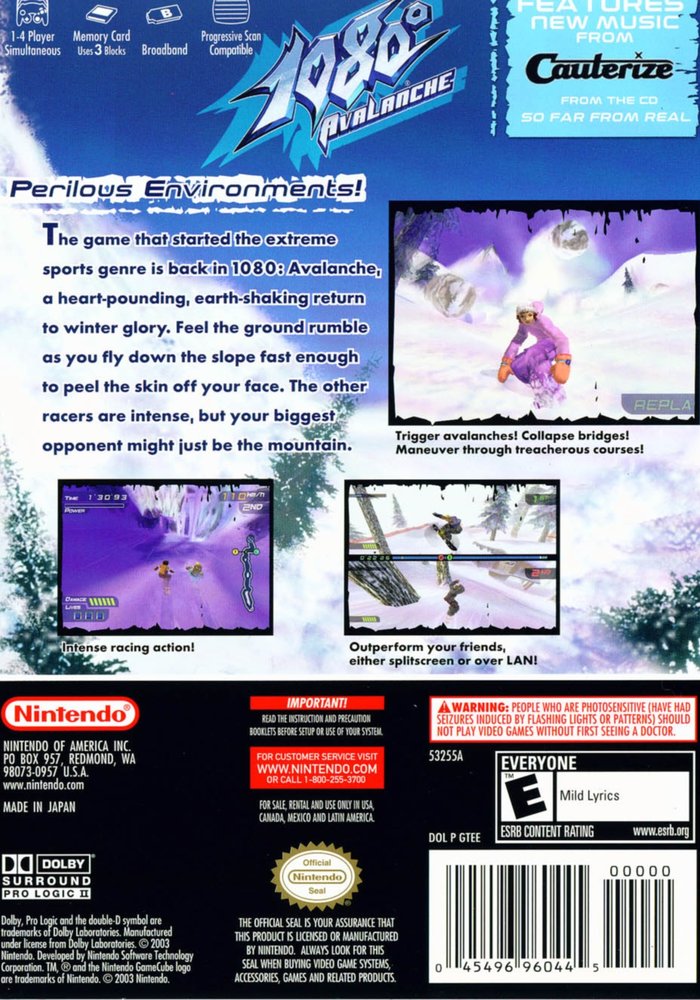 1-4 Player
Simultaneous
Memory Card
Uses 3 Blocks
Broadband
Progressive Scan
Compatible
1080°
AVALANCHE
FEATURES
NEW MUSIC
FROM
Cauterize
FROM THE CD
SO FAR FROM REAL
Perilous Environments!
The game that started the extreme
sports genre is back in 1080: Avalanche,
a heart-pounding, earth-shaking return
to winter glory. Feel the ground rumble
as you fly down the slope fast enough
to peel the skin off your face. The other
racers are intense, but your biggest
opponent might just be the mountain.
REPLA
Trigger avalanches! Collapse bridges!
Maneuver through treacherous courses!
TIME 1'30'93
POWER
110 MP/H
2ND
DAMAGE
LIVES
Intense racing action!
Outperform your friends,
either splitscreen or over LAN!
Nintendo®
NINTENDO OF AMERICA INC.
PO BOX 957, REDMOND, WA
98073-0957 U.S.A.
www.nintendo.com
MADE IN JAPAN
IMPORTANT!
READ THE INSTRUCTION AND PRECAUTION
BOOKLETS BEFORE SETUP OR USE OF YOUR SYSTEM.
FOR CUSTOMER SERVICE VISIT
WWW.NINTENDO.COM
OR CALL 1-800-255-3700
FOR SALE, RENTAL AND USE ONLY IN USA,
CANADA, MEXICO AND LATIN AMERICA.
WARNING: PEOPLE WHO ARE PHOTOSENSITIVE (HAVE HAD
SEIZURES INDUCED BY FLASHING LIGHTS OR PATTERNS) SHOULD
NOT PLAY VIDEO GAMES WITHOUT FIRST SEEING A DOCTOR.
53255A
EVERYONE
E
TM
Mild Lyrics
ESRB CONTENT RATING www.esrb.org
DOL P GTEE
DOLBY
SURROUND
PRO LOGIC II
Official
Nintendo
Seal
Dolby, Pro Logic and the double-D symbol are
trademarks of Dolby Laboratories. Manufactured
under license from Dolby Laboratories. © 2003
Nintendo. Developed by Nintendo Software Technology
Corporation. TM, ® and the Nintendo GameCube logo
are trademarks of Nintendo. © 2003 Nintendo.
THE OFFICIAL SEAL IS YOUR ASSURANCE THAT
THIS PRODUCT IS LICENSED OR MANUFACTURED
BY NINTENDO. ALWAYS LOOK FOR THIS
SEAL WHEN BUYING VIDEO GAME SYSTEMS,
ACCESSORIES, GAMES AND RELATED PRODUCTS.
00000
0 45496 96044 5